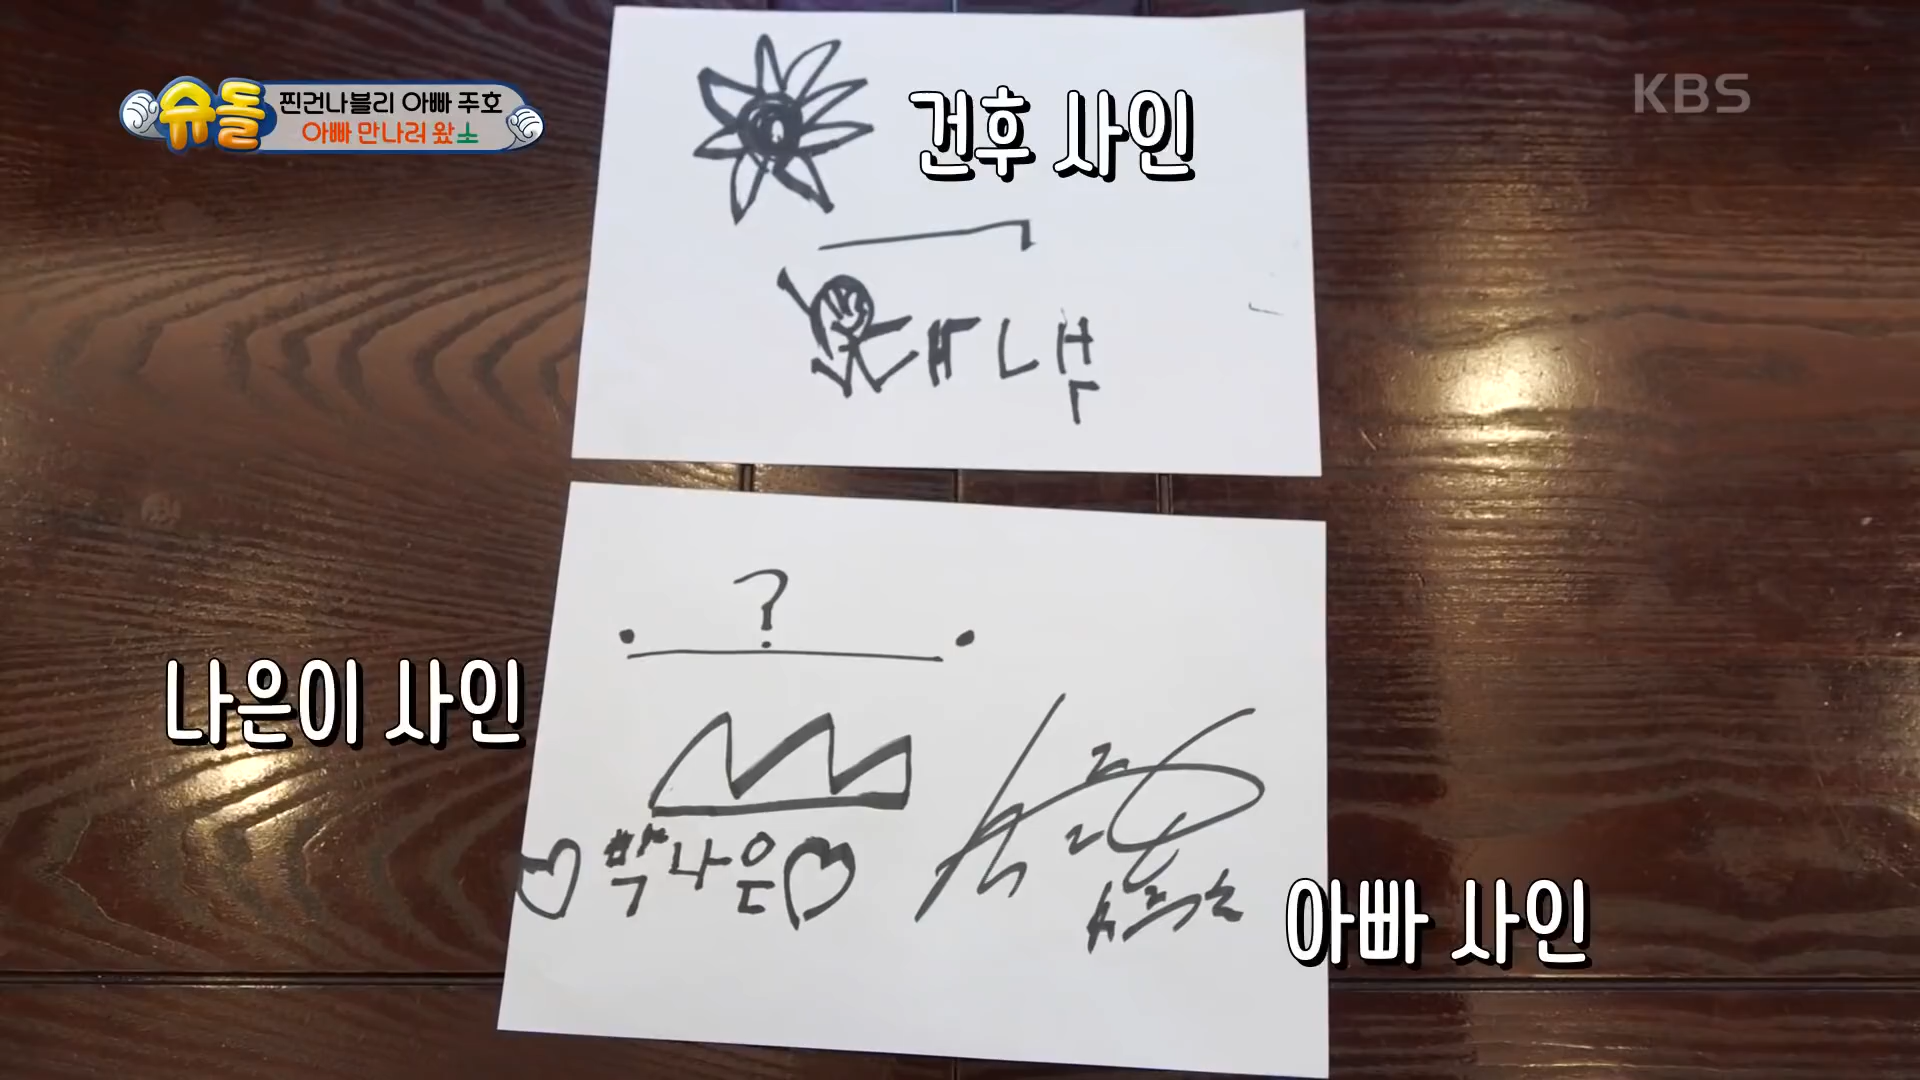 슈돌
찐건나블리 아빠 주호
아빠 만나러 왔소
KBS
건후 사인
?
나은이 사인
박나은
아빠 사인